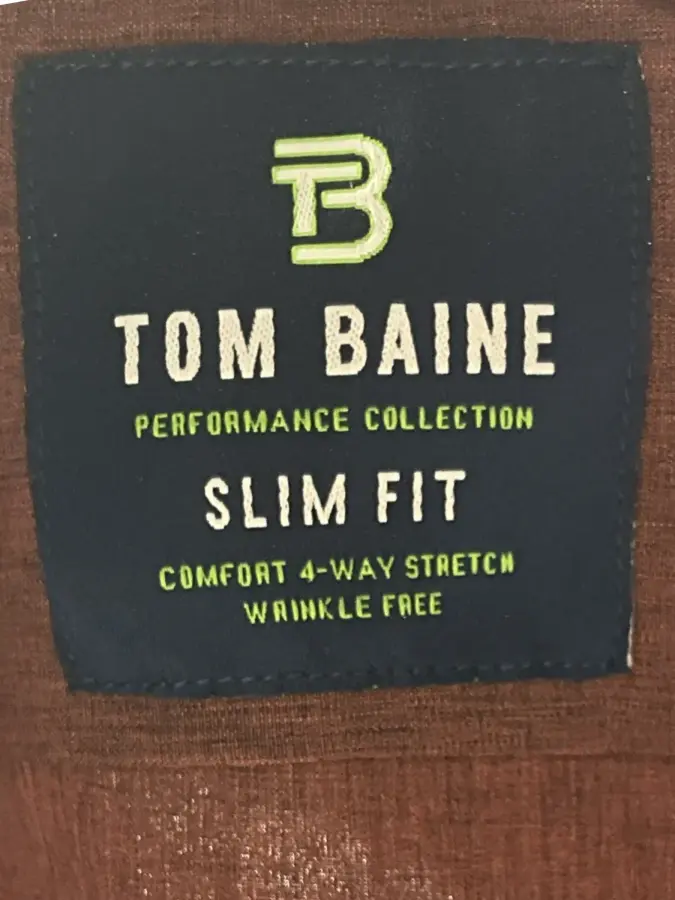 TB
TOM BAINE
PERFORMANCE COLLECTION
SLIM FIT
COMFORT 4-WAY STRETCH
WRINKLE FREE